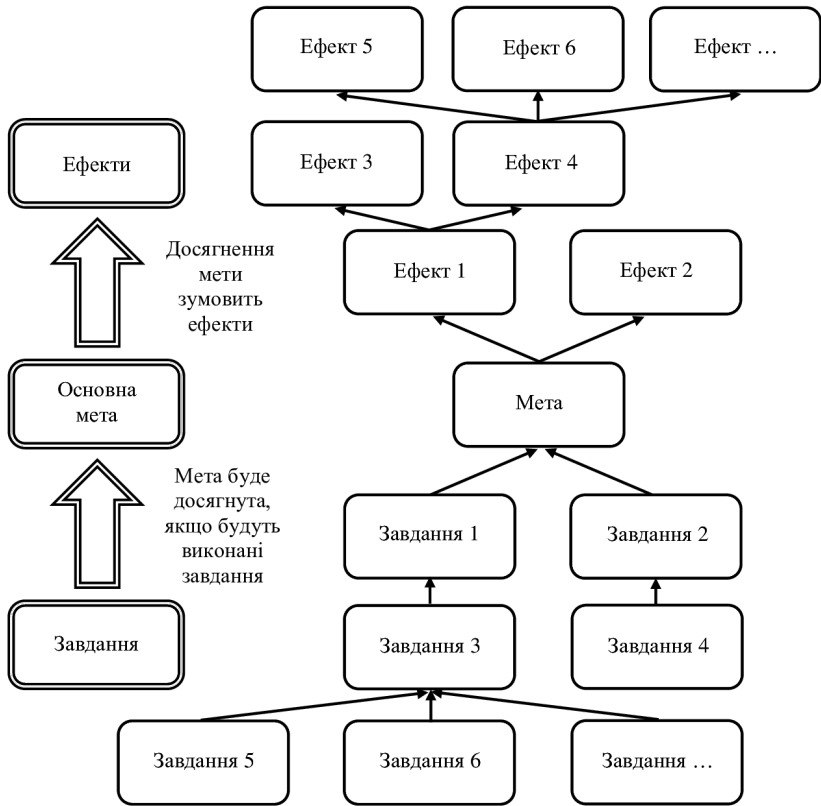 Ефект 5
Ефект 6
Ефект …
Ефекти
Ефект 3
Ефект 4
Досягнення
мети
зумовить
ефекти
Ефект 1
Ефект 2
Основна
мета
Мета
Мета буде
досягнута,
якщо будуть
виконані
завдання
Завдання 1
Завдання 2
Завдання
Завдання 3
Завдання 4
Завдання 5
Завдання 6
Завдання …